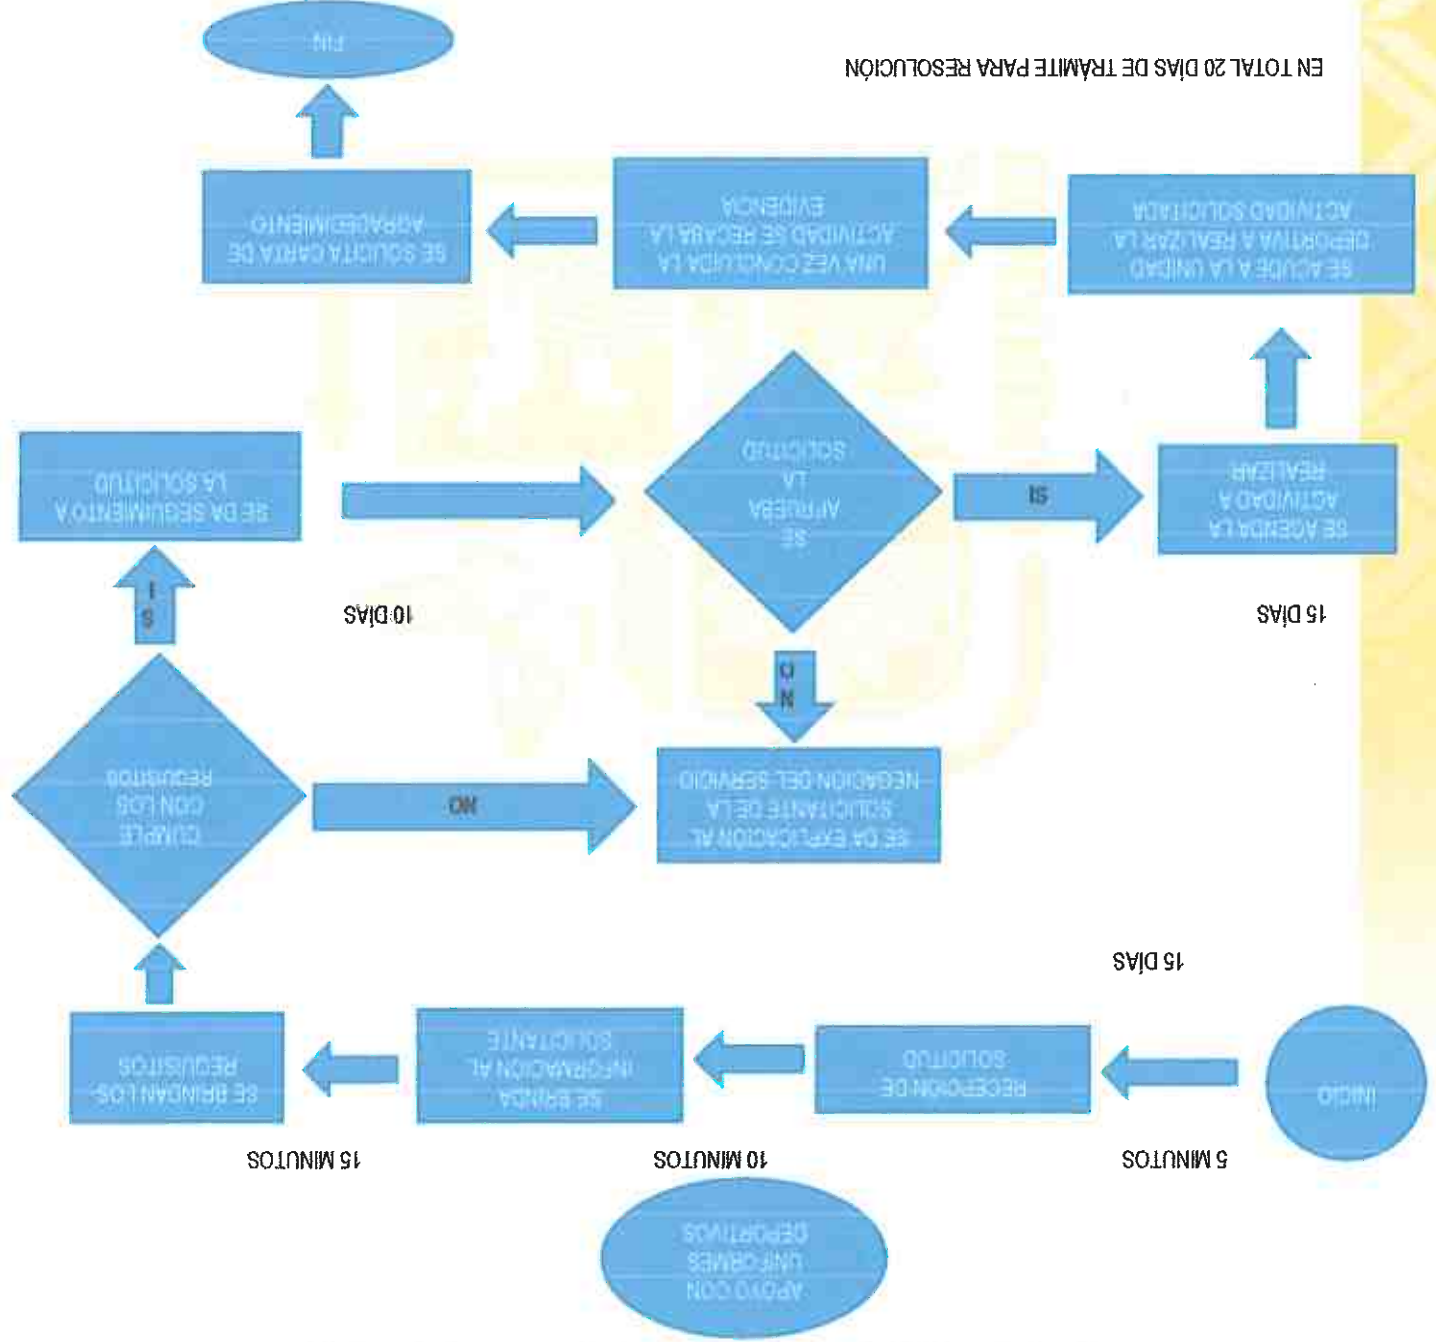 APOYO CON
UNIFORMES
DEPORTIVOS
5 MINUTOS
10 MINUTOS
15 MINUTOS
INICIO
RECEPCIÓN DE
SOLICITUD
SE BRINDA
INFORMACIÓN AL
SOLICITANTE
SE BRINDAN LOS-
REQUISITOS
15 DÍAS
CUMPLE
CON LOS
REQUISITOS
NO
SE DA EXPLICACIÓN AL
SOLICITANTE DE LA
NEGACIÓN DEL SERVICIO
S
I
N
O
10 DÍAS
15 DÍAS
SE DA SEGUIMIENTO A
LA SOLICITUD
SE
APRUEBA
LA
SOLICITUD
SI
SE AGENDA LA
ACTIVIDAD A
REALIZAR
SE ACUDE A LA UNIDAD
DEPORTIVA A REALIZAR LA
ACTIVIDAD SOLICITADA
UNA VEZ CONCLUIDA LA
ACTIVIDAD SE RECABA LA
EVIDENCIA
SE SOLICITA CARTA DE
AGRADECIMIENTO
FIN
EN TOTAL 20 DÍAS DE TRÁMITE PARA RESOLUCIÓN